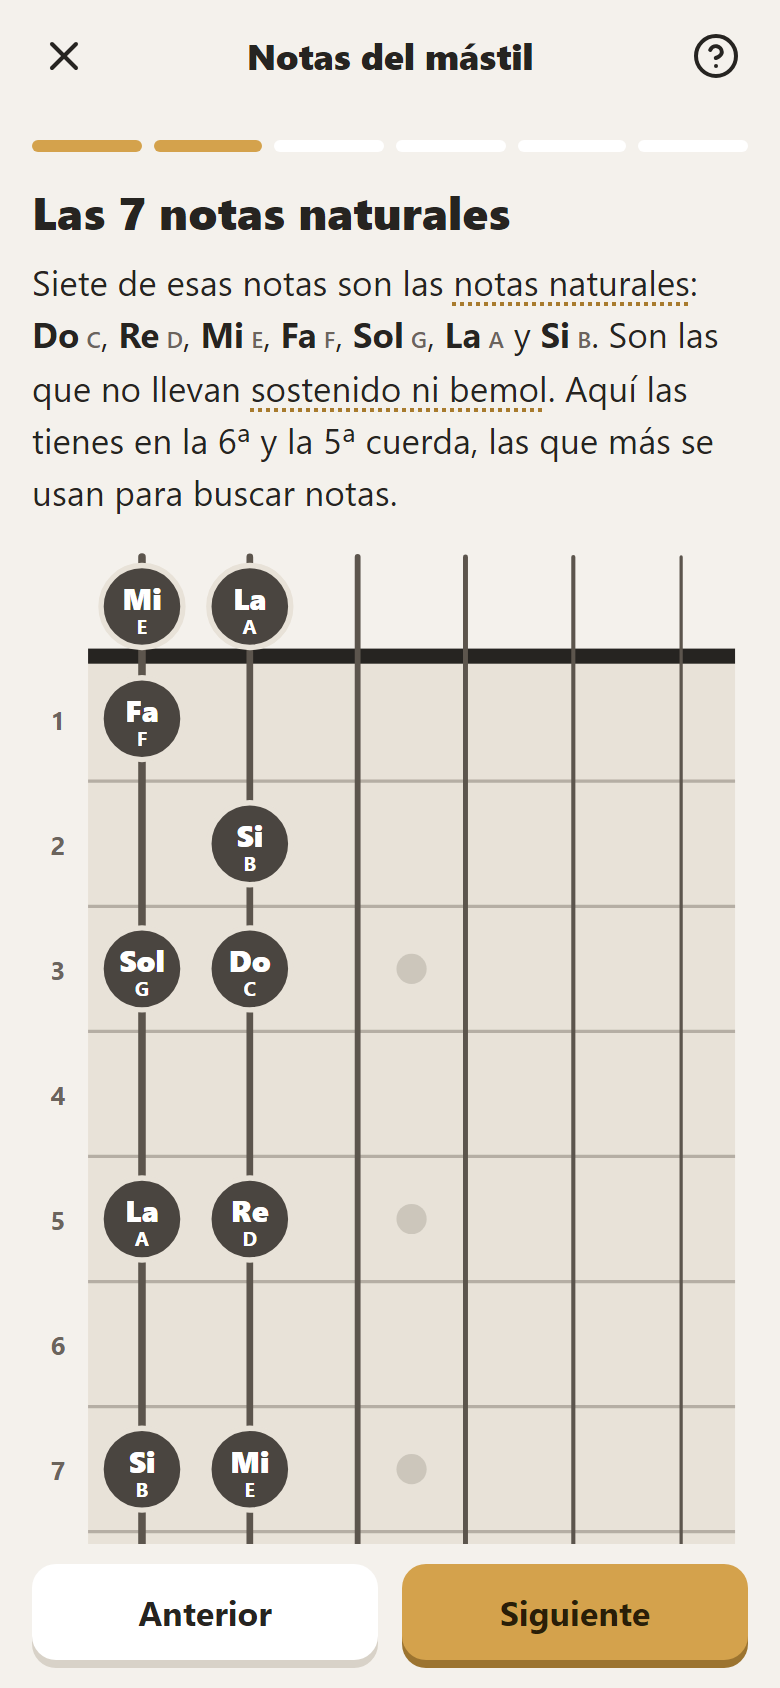 Notas del mástil
Las 7 notas naturales
Siete de esas notas son las notas naturales:
Do C, Re D, Mi E, Fa F, Sol G, La A y Si B. Son las
que no llevan sostenido ni bemol. Aquí las
tienes en la 6ª y la 5ª cuerda, las que más se
usan para buscar notas.
Mi La
E A
1 Fa
F
2 Si
B
3 Sol Do
G C
4
5 La Re
A D
6
7 Si Mi
B E
Anterior Siguiente